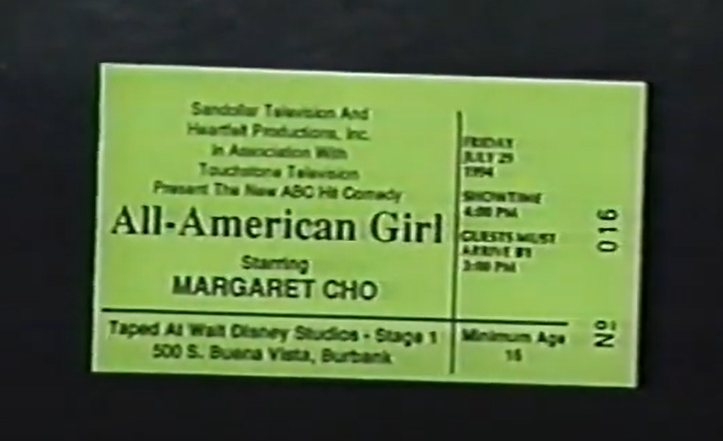 Sandollar Television And
Heartfelt Productions, Inc.
In Association With
Touchstone Television
Present The New ABC Hit Comedy
All-American Girl
Starring
MARGARET CHO
Taped At Walt Disney Studios - Stage 1
500 S. Buena Vista, Burbank
FRIDAY
JULY 29
1994
SHOWTIME
4:00 PM
GUESTS MUST
ARRIVE BY
3:00 PM
Minimum Age
16
Nº 016